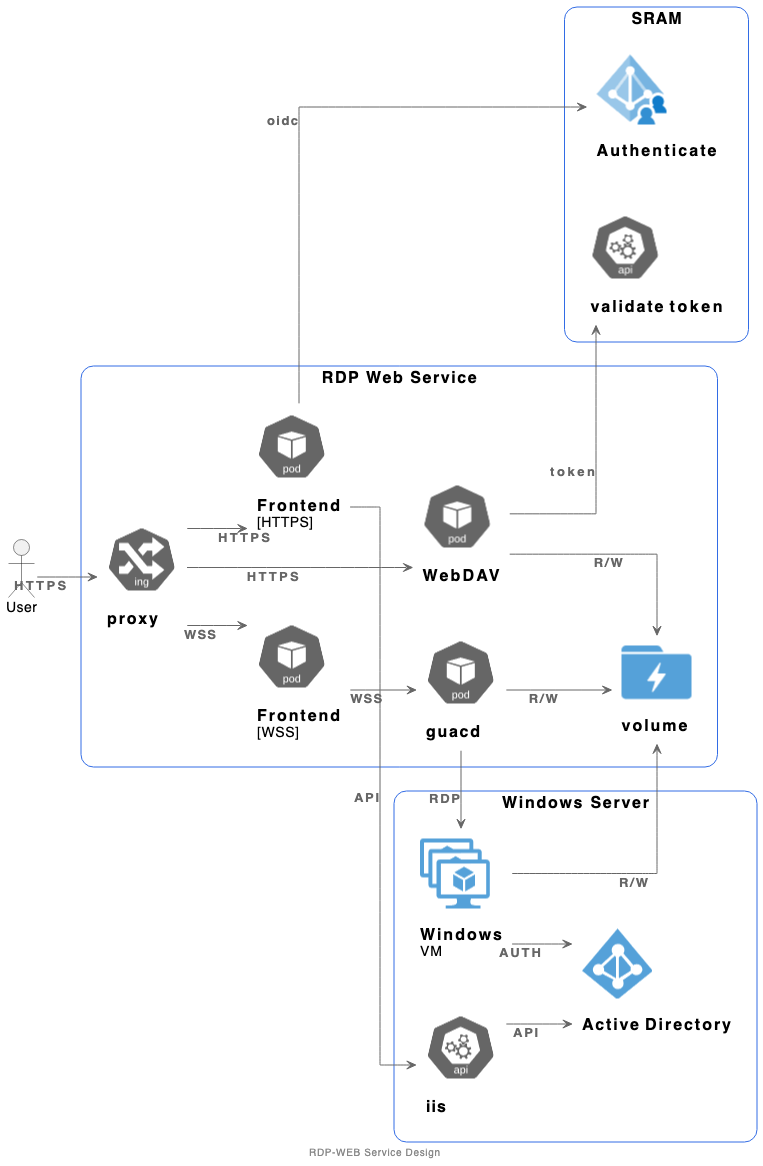 SRAM
oidc
Authenticate
api
validate token
RDP Web Service
pod
token
Frontend
[HTTPS]
pod
HTTPS
R/W
HTTPS
ing
HTTPS
WebDAV
User
proxy
WSS
pod
pod
WSS
R/W
Frontend
[WSS]
guacd
volume
API
RDP
Windows Server
R/W
Windows
VM
AUTH
Active Directory
API
api
iis
RDP-WEB Service Design